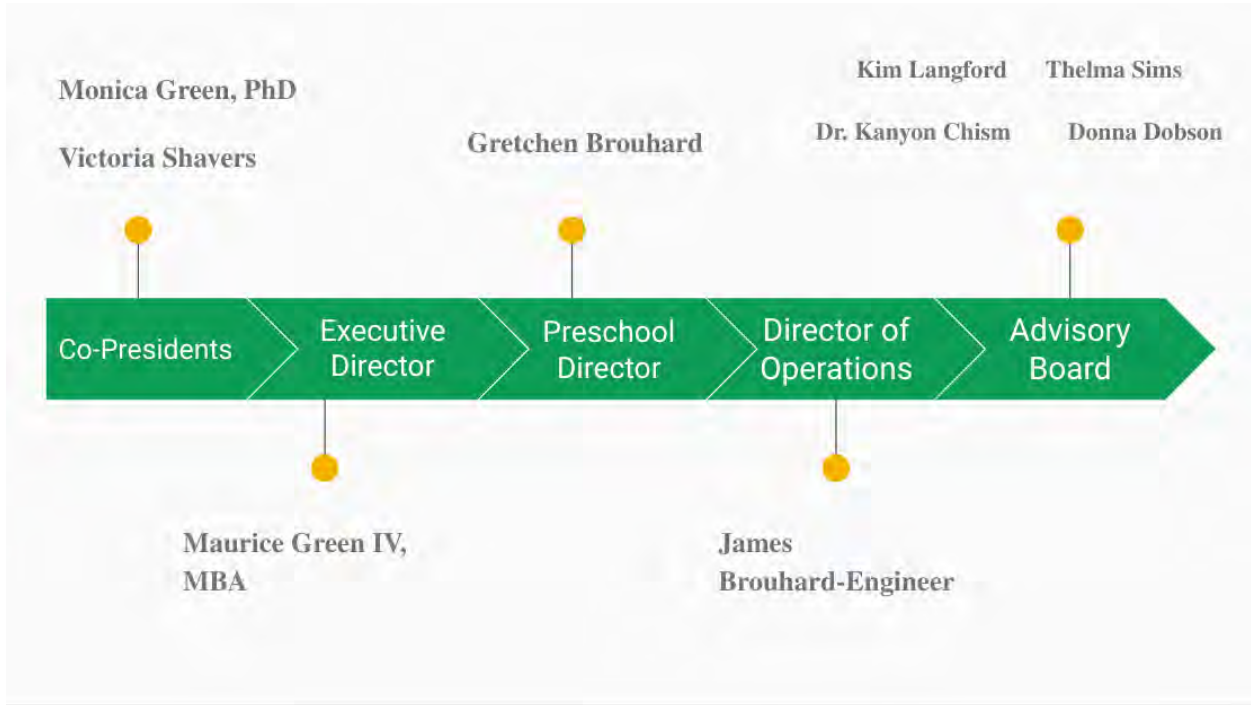 Monica Green, PhD
Victoria Shavers
Gretchen Brouhard
Kim Langford Thelma Sims
Dr. Kanyon Chism Donna Dobson
Co-Presidents
Executive
Director
Preschool
Director
Director of
Operations
Advisory
Board
Maurice Green IV,
MBA
James
Brouhard-Engineer